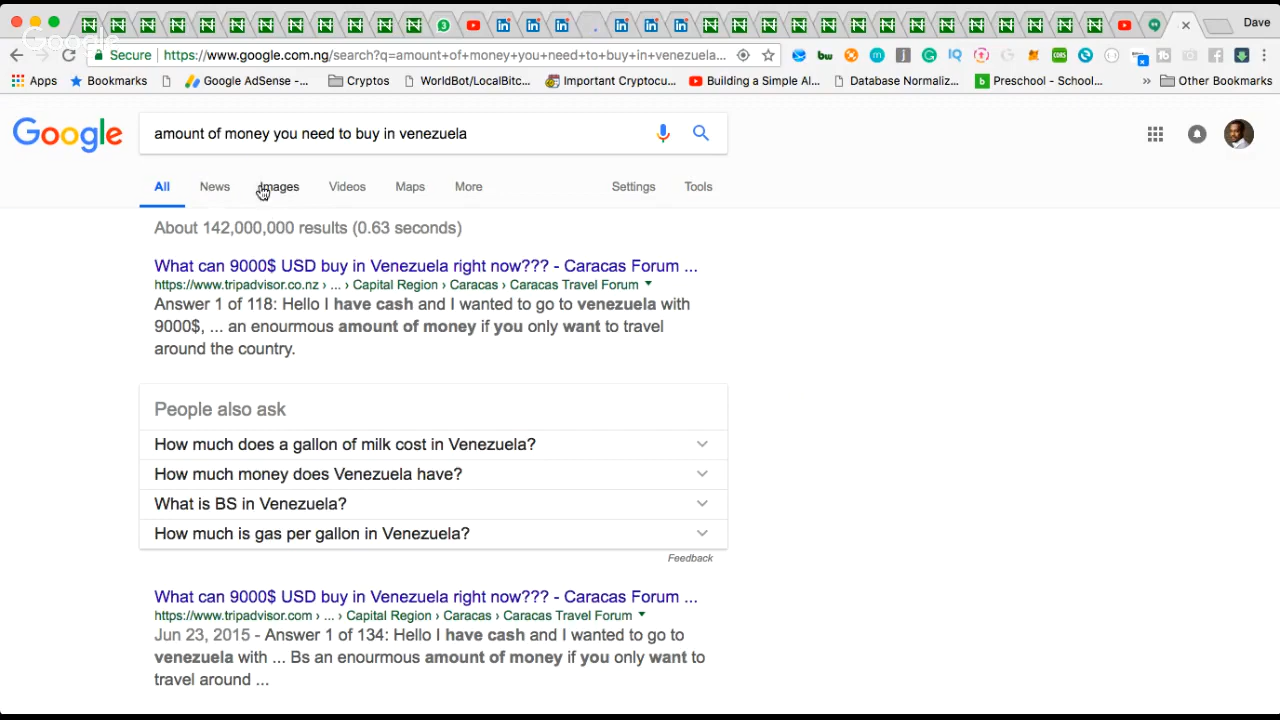 Dave
Secure
https://www.google.com.ng/search?q=amount+of+money+you+need+to+buy+in+venezuela...
Apps
Bookmarks
Google AdSense -...
Cryptos
WorldHot/LocalBitc...
Important Cryptocu...
Building a Simple Al...
Database Normaliz...
Preschool - School...
» Other Bookmarks
Google
amount of money you need to buy in venezuela
All News Images Videos Maps More Settings Tools
About 142,000,000 results (0.63 seconds)
What can 9000$ USD buy in Venezuela right now??? - Caracas Forum ...
https://www.tripadvisor.co.nz › ... › Capital Region › Caracas › Caracas Travel Forum
Answer 1 of 118: Hello I have cash and I wanted to go to venezuela with
9000$, ... an enourmous amount of money if you only want to travel
around the country.
People also ask
How much does a gallon of milk cost in Venezuela?
How much money does Venezuela have?
What is BS in Venezuela?
How much is gas per gallon in Venezuela?
Feedback
What can 9000$ USD buy in Venezuela right now??? - Caracas Forum ...
https://www.tripadvisor.com › ... › Capital Region › Caracas › Caracas Travel Forum
Jun 23, 2015 - Answer 1 of 134: Hello I have cash and I wanted to go to
venezuela with ... Bs an enourmous amount of money if you only want to
travel around ...